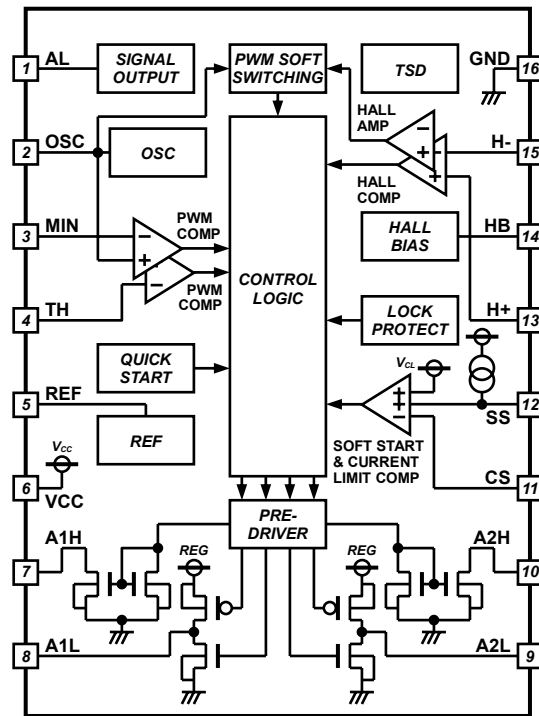 1
AL
SIGNAL
OUTPUT
PWM SOFT
SWITCHING
TSD
GND
16
2
OSC
OSC
HALL
AMP
−
+
−
+
H-
15
HALL
COMP
3
MIN
−
+
PWM
COMP
HALL
BIAS
HB
14
−
PWM
COMP
CONTROL
LOGIC
4
TH
LOCK
PROTECT
H+
13
QUICK
START
VCL
+
+
−
SS
12
5
REF
REF
SOFT START
& CURRENT
LIMIT COMP
VCC
6
VCC
CS
11
PRE-
DRIVER
7
A1H
REG
REG
A2H
10
8
A1L
A2L
9